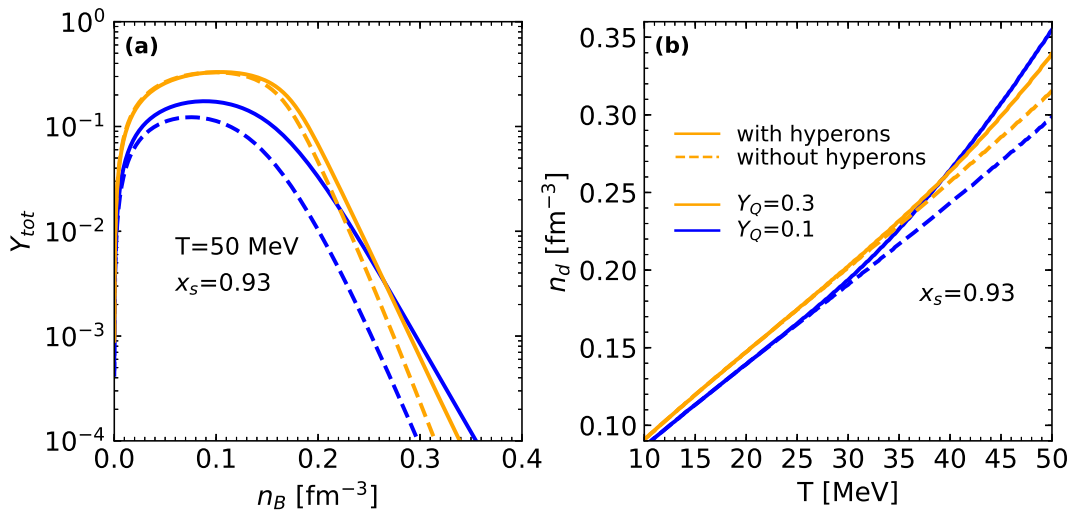 (a)
10⁰
10⁻¹
10⁻²
10⁻³
10⁻⁴
Y_tot
T=50 MeV
x_s=0.93
0.0 0.1 0.2 0.3 0.4
n_B [fm⁻³]
(b)
0.35
0.30
0.25
0.20
0.15
0.10
n_d [fm⁻³]
with hyperons
without hyperons
Y_Q=0.3
Y_Q=0.1
x_s=0.93
10 15 20 25 30 35 40 45 50
T [MeV]